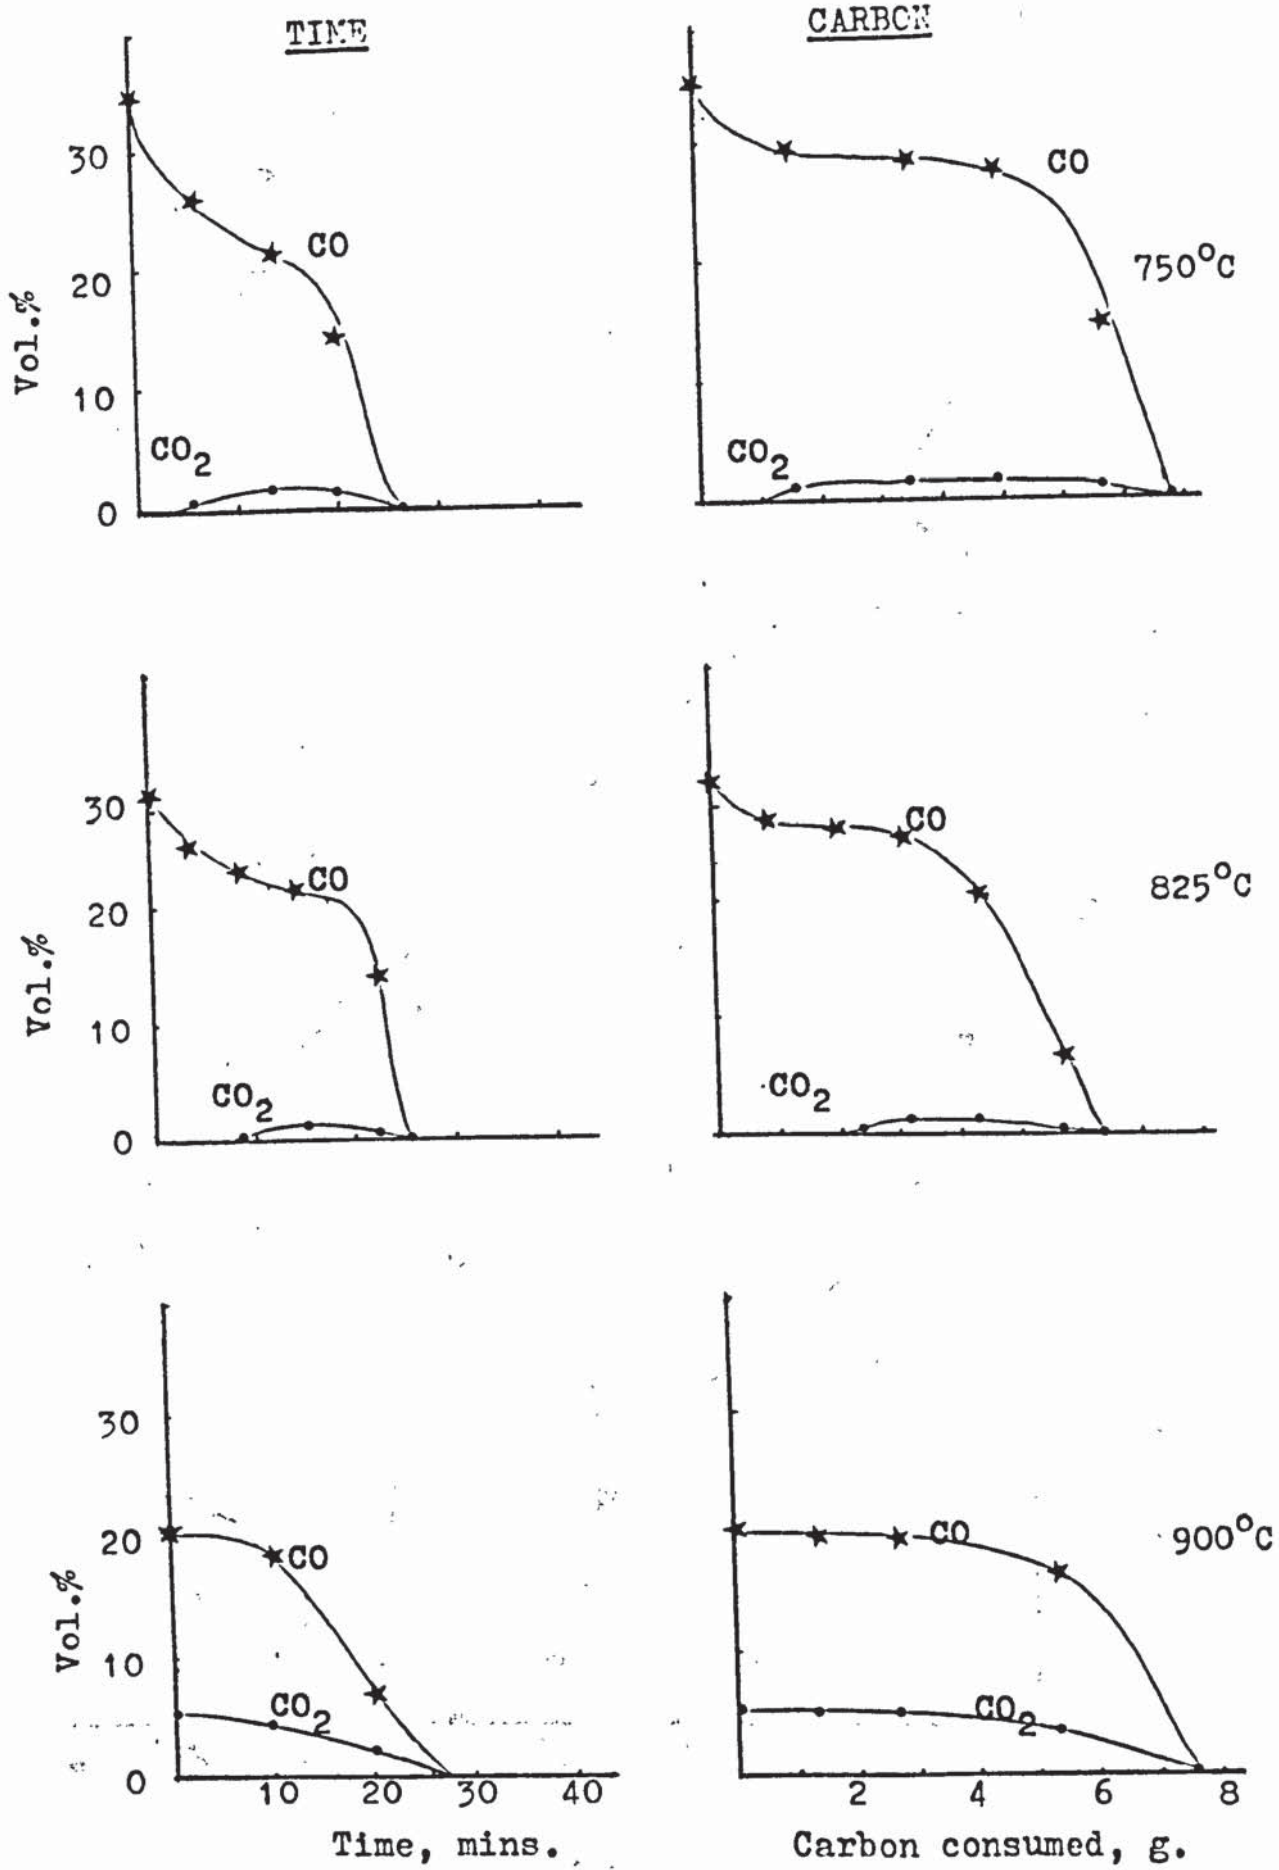 TIME
CARBON
30
20
10
0
Vol.%
CO
CO2
CO
CO2
750°C
30
20
10
0
Vol.%
CO
CO2
CO
CO2
825°C
30
20
10
0
Vol.%
CO
CO2
CO
CO2
900°C
10 20 30 40
2 4 6 8
Time, mins.
Carbon consumed, g.